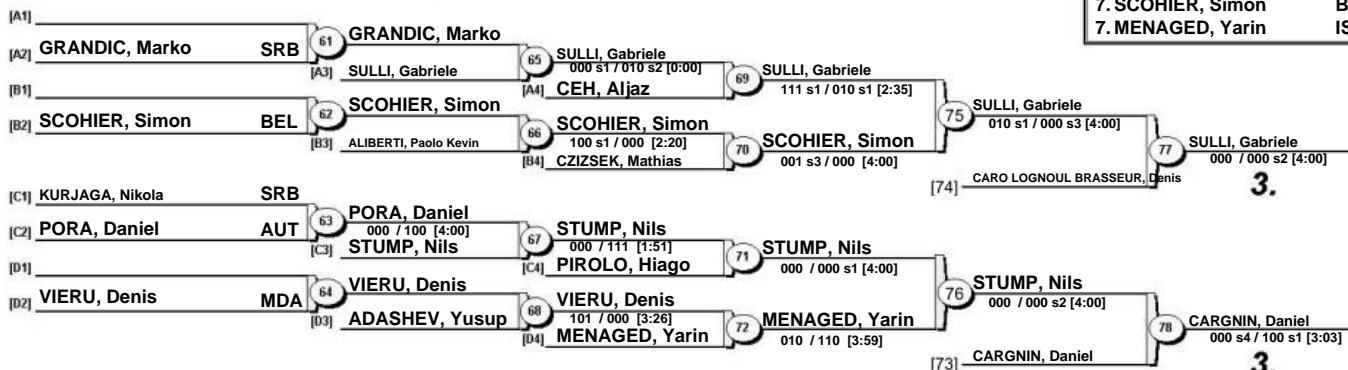 7. SCOHIER, Simon B
7. MENAGED, Yarin IS
[A1]
[A2] GRANDIC, Marko SRB
61 GRANDIC, Marko
[A3] SULLI, Gabriele
65 SULLI, Gabriele
000 s1 / 010 s2 [0:00]
[A4] CEH, Aljaz
69 SULLI, Gabriele
111 s1 / 010 s1 [2:35]
[B1]
[B2] SCOHIER, Simon BEL
62 SCOHIER, Simon
[B3] ALIBERTI, Paolo Kevin
66 SCOHIER, Simon
100 s1 / 000 [2:20]
[B4] CZIZSEK, Mathias
70 SCOHIER, Simon
001 s3 / 000 [4:00]
75 SULLI, Gabriele
010 s1 / 000 s3 [4:00]
[74] CARO LOGNOUL BRASSEUR, Denis
77 SULLI, Gabriele
000 / 000 s2 [4:00]
3.
[C1] KURJAGA, Nikola SRB
[C2] PORA, Daniel AUT
63 PORA, Daniel
000 / 100 [4:00]
[C3] STUMP, Nils
67 STUMP, Nils
000 / 111 [1:51]
[C4] PIROLO, Hiago
71 STUMP, Nils
000 / 000 s1 [4:00]
[D1]
[D2] VIERU, Denis MDA
64 VIERU, Denis
[D3] ADASHEV, Yusup
68 VIERU, Denis
101 / 000 [3:26]
[D4] MENAGED, Yarin
72 MENAGED, Yarin
010 / 110 [3:59]
76 STUMP, Nils
000 / 000 s2 [4:00]
[73] CARGNIN, Daniel
78 CARGNIN, Daniel
000 s4 / 100 s1 [3:03]
3.